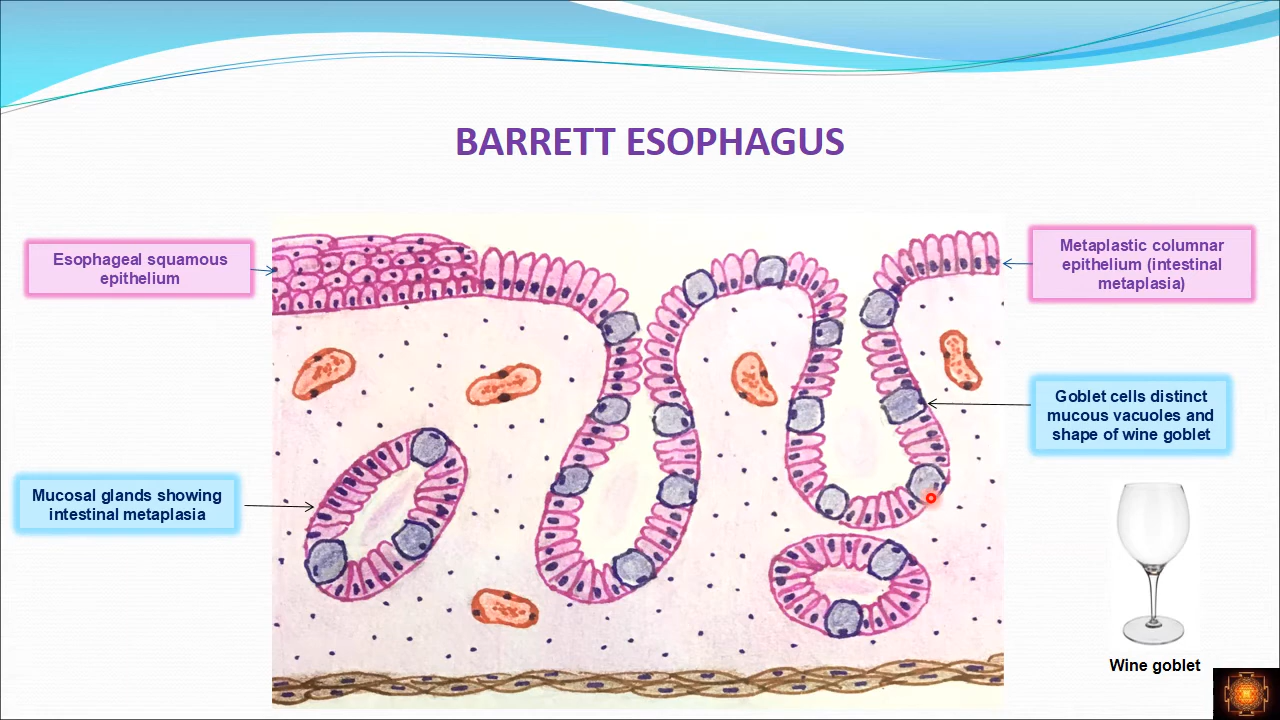 BARRETT ESOPHAGUS
Esophageal squamous
epithelium
Metaplastic columnar
epithelium (intestinal
metaplasia)
Goblet cells distinct
mucous vacuoles and
shape of wine goblet
Mucosal glands showing
intestinal metaplasia
Wine goblet